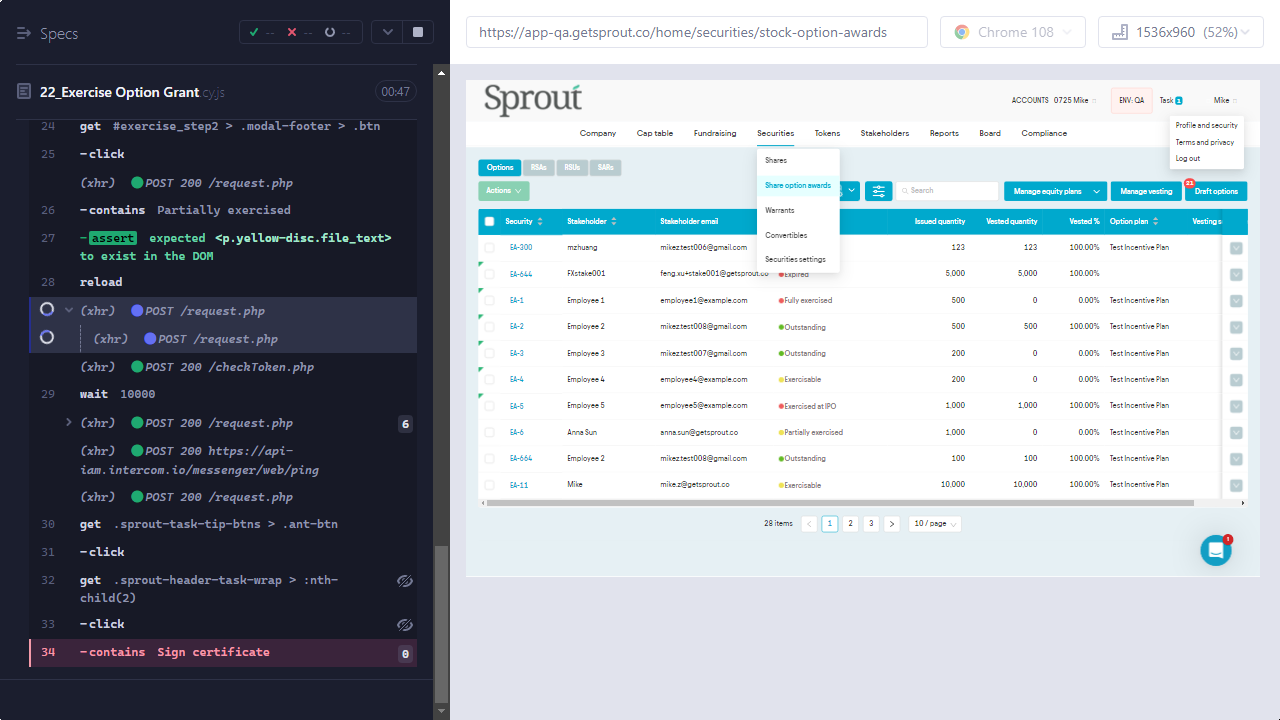 Specs
--
--
--
22_Exercise Option Grant.cy.js
00:47
24 get #exercise_step2 > .modal-footer > .btn
25 -click
(xhr) POST 200 /request.php
26 -contains Partially exercised
27 -assert expected <p.yellow-disc.file_text>
to exist in the DOM
28 reload
(xhr) POST /request.php
(xhr) POST /request.php
(xhr) POST 200 /checkToken.php
29 wait 10000
(xhr) POST 200 /request.php 6
(xhr) POST 200 https://api-
iam.intercom.io/messenger/web/ping
(xhr) POST 200 /request.php
30 get .sprout-task-tip-btns > .ant-btn
31 -click
32 get .sprout-header-task-wrap > :nth-
child(2)
33 -click
34 -contains Sign certificate 0
https://app-qa.getsprout.co/home/securities/stock-option-awards
Chrome 108
1536x960 (52%)
Sprout
ACCOUNTS 0725 Mike
ENV: QA
Task 1
Mike
Profile and security
Terms and privacy
Log out
Company Cap table Fundraising Securities Tokens Stakeholders Reports Board Compliance
Shares
Share option awards
Warrants
Convertibles
Securities settings
Options RSAs RSUs SARs
Actions
Search
Manage equity plans
Manage vesting
21
Draft options
Security Stakeholder Stakeholder email Issued quantity Vested quantity Vested % Option plan Vesting s
EA-300 mzhuang mikez.test006@gmail.com 123 123 100.00% Test Incentive Plan
EA-644 FXstake001 feng.xu+stake001@getsprout.co Expired 5,000 5,000 100.00%
EA-1 Employee 1 employee1@example.com Fully exercised 500 0 0.00% Test Incentive Plan
EA-2 Employee 2 mikez.test008@gmail.com Outstanding 500 500 100.00% Test Incentive Plan
EA-3 Employee 3 mikez.test007@gmail.com Outstanding 200 0 0.00% Test Incentive Plan
EA-4 Employee 4 employee4@example.com Exercisable 200 0 0.00% Test Incentive Plan
EA-5 Employee 5 employee5@example.com Exercised at IPO 1,000 1,000 100.00% Test Incentive Plan
EA-6 Anna Sun anna.sun@getsprout.co Partially exercised 1,000 0 0.00% Test Incentive Plan
EA-664 Employee 2 mikez.test008@gmail.com Outstanding 100 100 100.00% Test Incentive Plan
EA-11 Mike mike.z@getsprout.co Exercisable 10,000 10,000 100.00% Test Incentive Plan
28 items < 1 2 3 > 10 / page
1